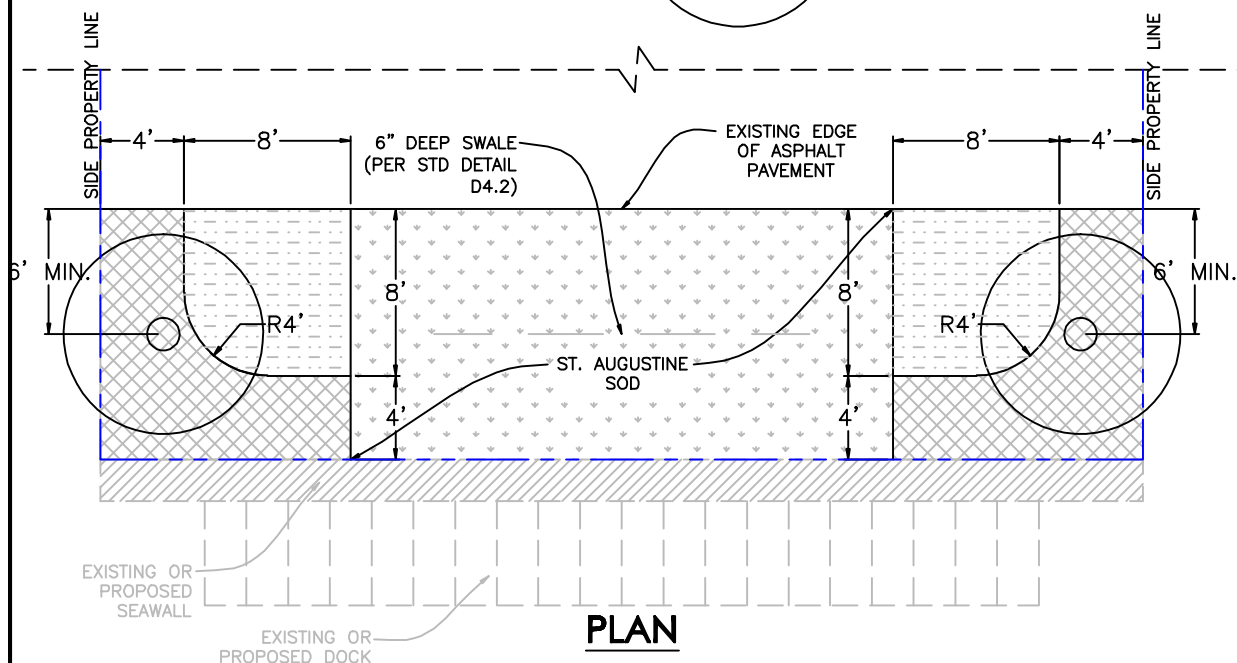 SIDE PROPERTY LINE
SIDE PROPERTY LINE
4'
8'
6" DEEP SWALE
(PER STD DETAIL
D4.2)
EXISTING EDGE
OF ASPHALT
PAVEMENT
8'
4'
6' MIN.
8'
8'
6' MIN.
R4'
R4'
ST. AUGUSTINE
SOD
4'
4'
EXISTING OR
PROPOSED
SEAWALL
EXISTING OR
PROPOSED DOCK
PLAN